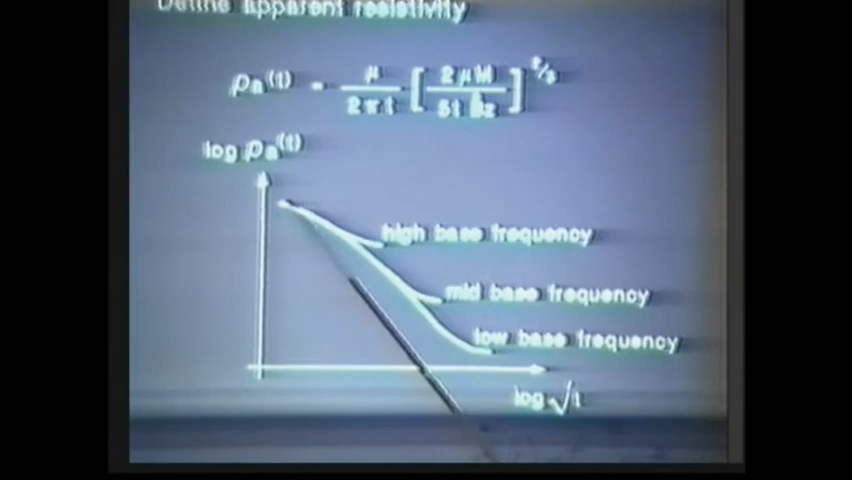 Define apparent resistivity
ρa(t) = μ / 2πt [ 2μM / 5t Ḃz ]^2/3
log ρa(t)
high base frequency
mid base frequency
low base frequency
log √t